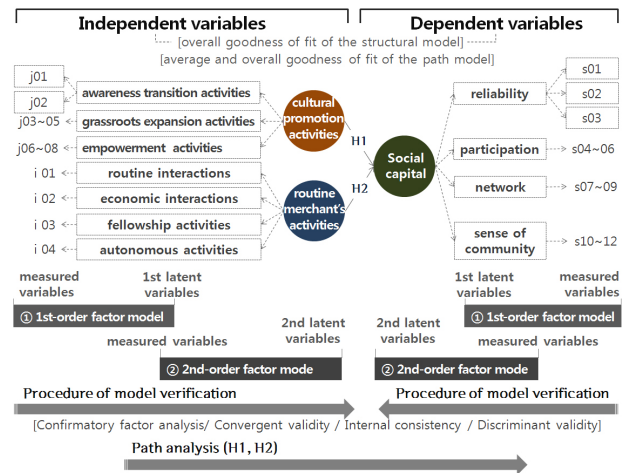 Independent variables
Dependent variables
[overall goodness of fit of the structural model]
[average and overall goodness of fit of the path model]
j01
j02
j03~05
j06~08
i 01
i 02
i 03
i 04
awareness transition activities
grassroots expansion activities
empowerment activities
routine interactions
economic interactions
fellowship activities
autonomous activities
cultural
promotion
activities
routine
merchant's
activities
H1
H2
Social
capital
reliability
participation
network
sense of
community
s01
s02
s03
s04~06
s07~09
s10~12
measured
variables
1st latent
variables
① 1st-order factor model
measured variables
2nd latent
variables
② 2nd-order factor mode
1st latent
variables
measured
variables
① 1st-order factor model
2nd latent
variables
measured variables
② 2nd-order factor mode
Procedure of model verification
Procedure of model verification
[Confirmatory factor analysis/ Convergent validity / Internal consistency / Discriminant validity]
Path analysis (H1, H2)